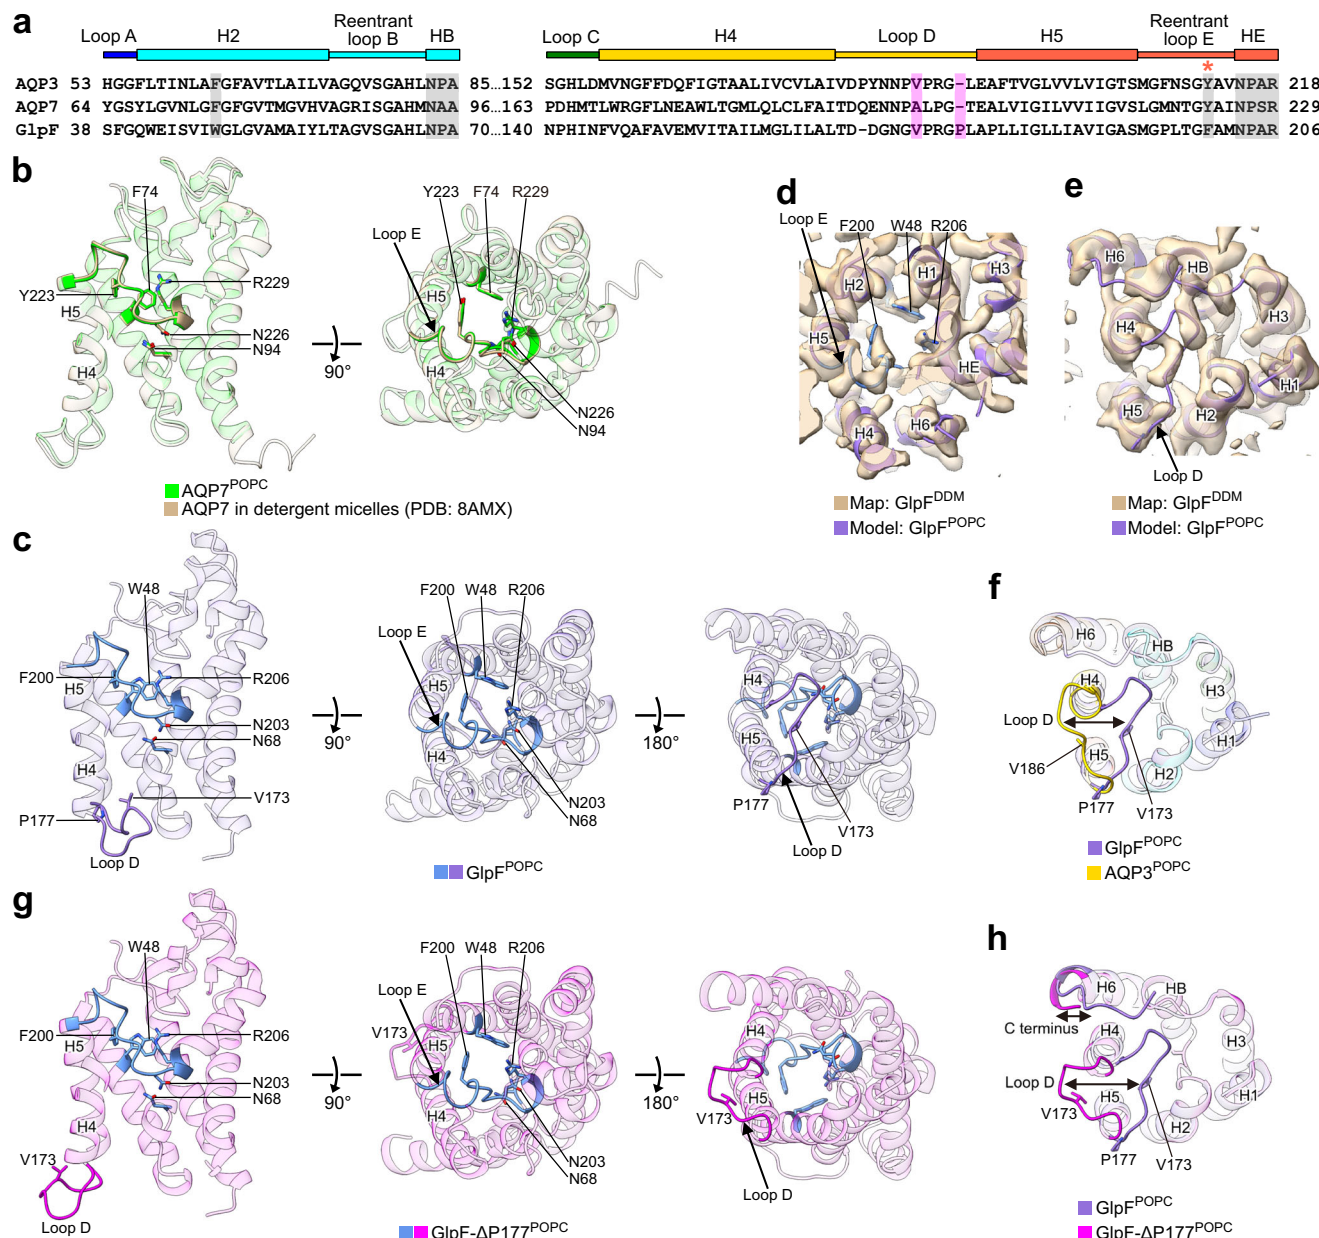 a
Loop A H2 Reentrant loop B HB Loop C H4 Loop D H5 Reentrant loop E HE
*
AQP3 53 HGGFLTINLAFGFAVTLAILVAGQVSGAHLNPA 85...152 SGHLDMVNGFFDQFIGTAALIVCVLAIVDPYNNPVPRG-LEAFTVGLVVLVIGTSMGFNSGYAVNPAR 218
AQP7 64 YGSYLGVNLGFGFGVTMGVHVAGRISGAHMNAA 96...163 PDHMTLWRGFLNEAWLTGMLQLCLFAITDQENNPALPG-TEALVIGILVVIIGVSLGMNTGYAINPSR 229
GlpF 38 SFGQWEISVIWGLGVAMAIYLTAGVSGAHLNPA 70...140 NPHINFVQAFAVEMVITAILMGLILALTD-DGNGVPRGPLAPLLIGLLIAVIGASMGPLTGFAMNPAR 206
b
F74
Y223
R229
H5
N226
N94
H4
90°
Y223 F74 R229
Loop E
H5
H4
N226
N94
AQP7POPC
AQP7 in detergent micelles (PDB: 8AMX)
d
Loop E
F200 W48 R206
H1
H3
H2
H5
HE
H4
H6
Map: GlpFDDM
Model: GlpFPOPC
e
H6
HB
H4
H3
H1
H5
H2
Loop D
Map: GlpFDDM
Model: GlpFPOPC
c
W48
F200
R206
H5
N203
N68
H4
V173
P177
Loop D
90°
F200 W48 R206
Loop E
H5
H4
N203
N68
GlpFPOPC
180°
H4
H5
P177
V173
Loop D
f
H6
HB
H4
H3
Loop D
H1
H5
V186
H2
P177
V173
GlpFPOPC
AQP3POPC
g
W48
F200
R206
H5
N203
N68
H4
V173
Loop D
90°
F200 W48 R206
Loop E
V173
H5
H4
N203
N68
GlpF-ΔP177POPC
180°
H4
H5
V173
Loop D
h
H6
HB
C terminus
H4
H3
Loop D
H5
V173
H1
H2
P177
V173
GlpFPOPC
GlpF-ΔP177POPC